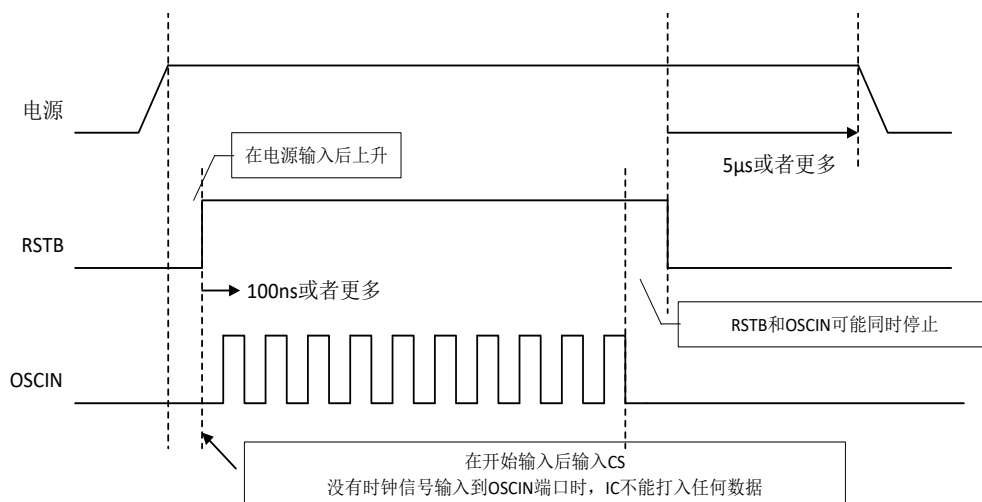 电源
在电源输入后上升
5μs或者更多
RSTB
100ns或者更多
RSTB和OSCIN可能同时停止
OSCIN
在开始输入后输入CS
没有时钟信号输入到OSCIN端口时，IC不能打入任何数据